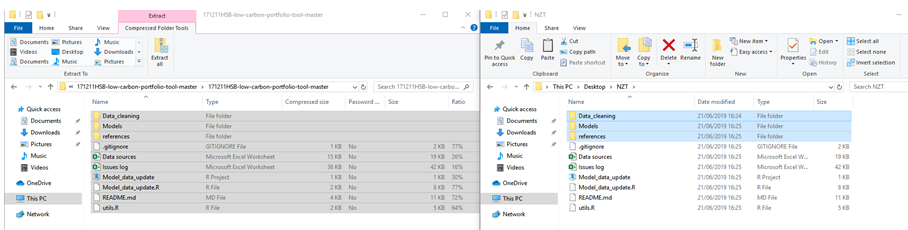 Extract
171211HSB-low-carbon-portfolio-tool-master
File Home Share View Compressed Folder Tools
Documents Pictures Music
Videos Desktop Documents
Downloads Pictures Music
Extract all
Extract To
« 171211HSB-low-carbon-portfolio-tool-master > 171211HSB-low-carbon-portfolio-tool-master
Search 171211HSB-low-carbo...
Quick access
Documents
Downloads
Pictures
Music
Videos
OneDrive
This PC
Network
Name Type Compressed size Password ... Size Ratio
Data_cleaning File folder
Models File folder
references File folder
.gitignore GITIGNORE File 1 KB No 2 KB 77%
Data sources Microsoft Excel Worksheet 15 KB No 19 KB 26%
Issues log Microsoft Excel Worksheet 36 KB No 42 KB 16%
Model_data_update R Project 1 KB No 1 KB 30%
Model_data_update.R R File 2 KB No 8 KB 77%
README.md MD File 4 KB No 11 KB 72%
utils.R R File 2 KB No 5 KB 64%
NZT
File Home Share View
Pin to Quick access
Copy
Paste
Cut
Copy path
Paste shortcut
Clipboard
Move to
Copy to
Delete
Rename
Organize
New folder
New item
Easy access
New
Properties
Open
Edit
History
Open
Select all
Select none
Invert selection
Select
This PC > Desktop > NZT
Search NZT
Quick access
Documents
Downloads
Pictures
Music
Videos
OneDrive
This PC
Network
Name Date modified Type Size
Data_cleaning 21/06/2019 16:24 File folder
Models 21/06/2019 16:25 File folder
references 21/06/2019 16:25 File folder
.gitignore 21/06/2019 16:25 GITIGNORE File 2 KB
Data sources 21/06/2019 16:25 Microsoft Excel W... 19 KB
Issues log 21/06/2019 16:25 Microsoft Excel W... 42 KB
Model_data_update 21/06/2019 16:25 R Project 1 KB
Model_data_update.R 21/06/2019 16:25 R File 8 KB
README.md 21/06/2019 16:25 MD File 11 KB
utils.R 21/06/2019 16:25 R File 5 KB